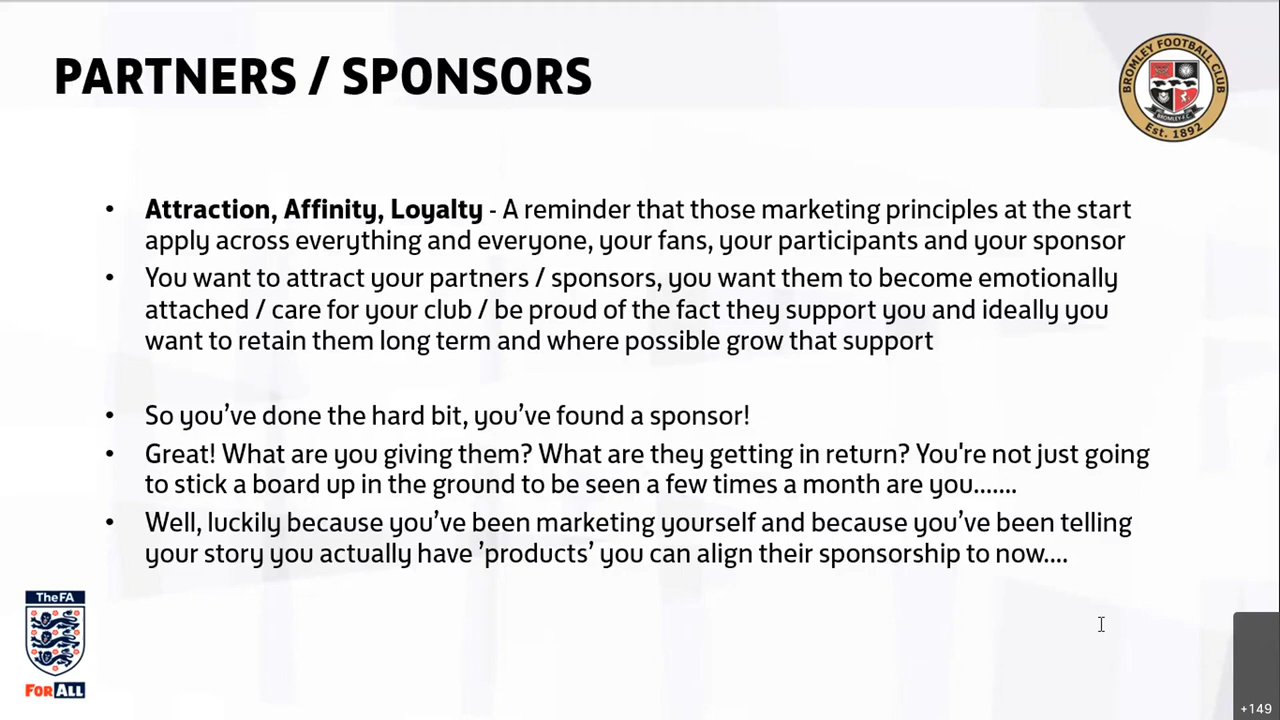 PARTNERS / SPONSORS
BROMLEY FOOTBALL CLUB
BROMLEY-F.C.
Est. 1892
• Attraction, Affinity, Loyalty - A reminder that those marketing principles at the start
apply across everything and everyone, your fans, your participants and your sponsor
• You want to attract your partners / sponsors, you want them to become emotionally
attached / care for your club / be proud of the fact they support you and ideally you
want to retain them long term and where possible grow that support
• So you’ve done the hard bit, you’ve found a sponsor!
• Great! What are you giving them? What are they getting in return? You're not just going
to stick a board up in the ground to be seen a few times a month are you.......
• Well, luckily because you’ve been marketing yourself and because you’ve been telling
your story you actually have ’products’ you can align their sponsorship to now....
The FA
FOR ALL
+149